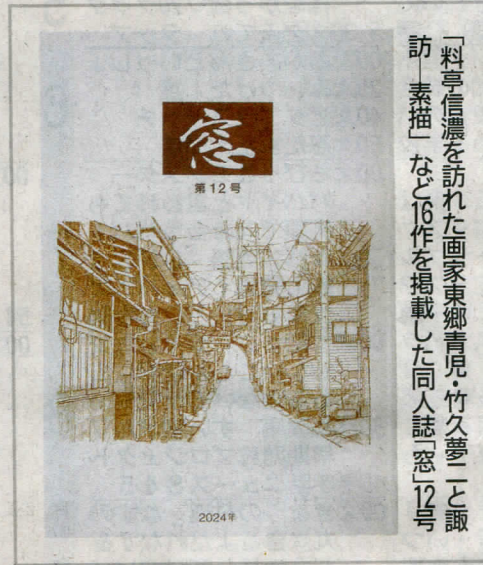 「料亭信濃を訪れた画家東郷青児・竹久夢二と諏
訪―素描」など16作を掲載した同人誌「窓」12号
窓
第12号
2024年